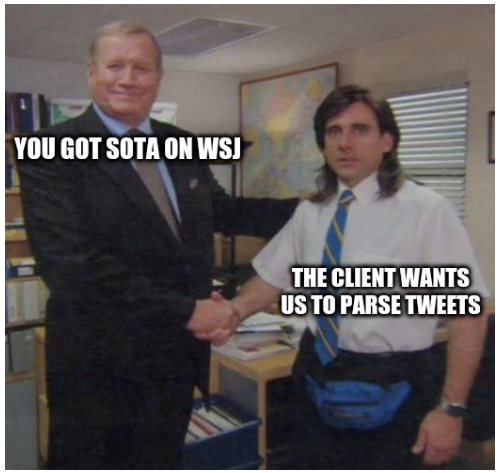 YOU GOT SOTA ON WSJ
THE CLIENT WANTS
US TO PARSE TWEETS